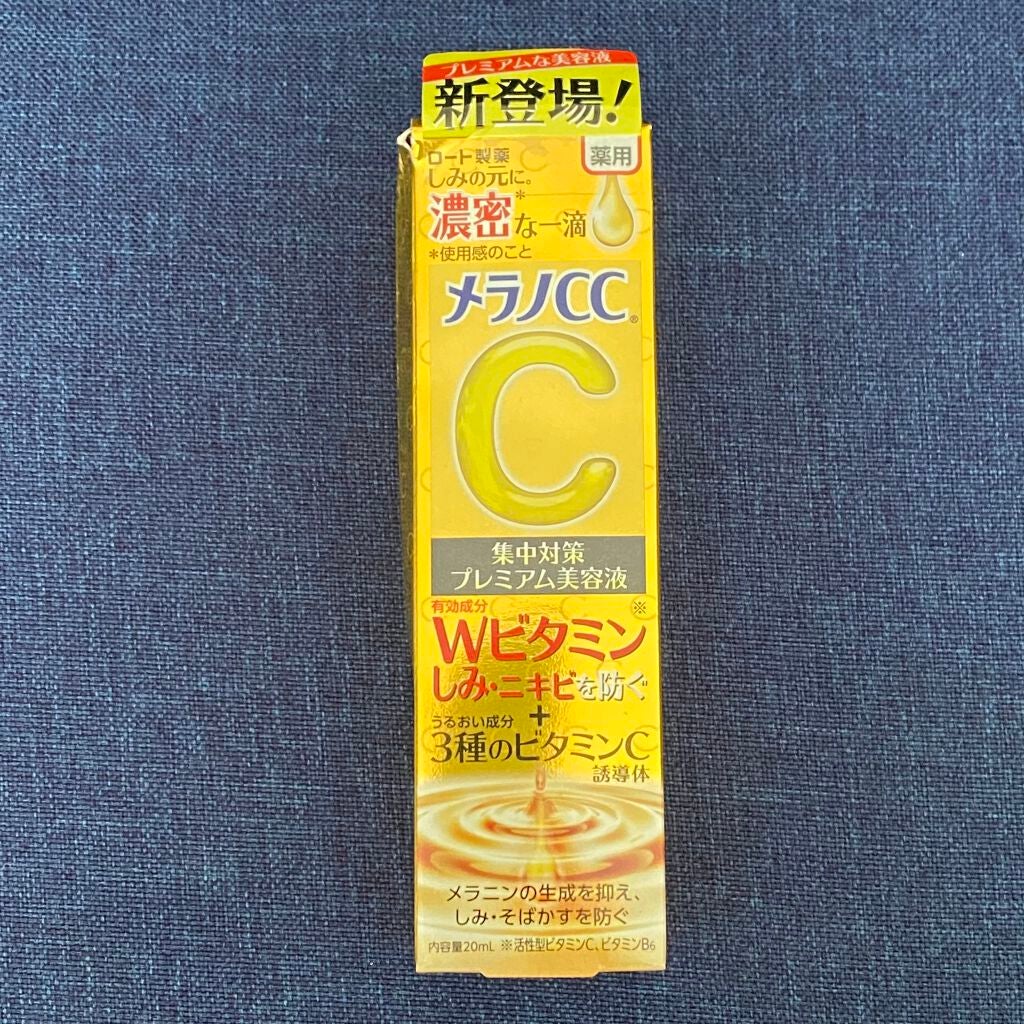 プレミアムな美容液
新登場!
ロート製薬
薬用
しみの元に。
濃密*な一滴
*使用感のこと
メラノCC®
C
集中対策
プレミアム美容液
有効成分
Wビタミン※
しみ・ニキビを防ぐ
+
うるおい成分
3種のビタミンC
誘導体
メラニンの生成を抑え、
しみ・そばかすを防ぐ
内容量20mL ※活性型ビタミンC、ビタミンB6